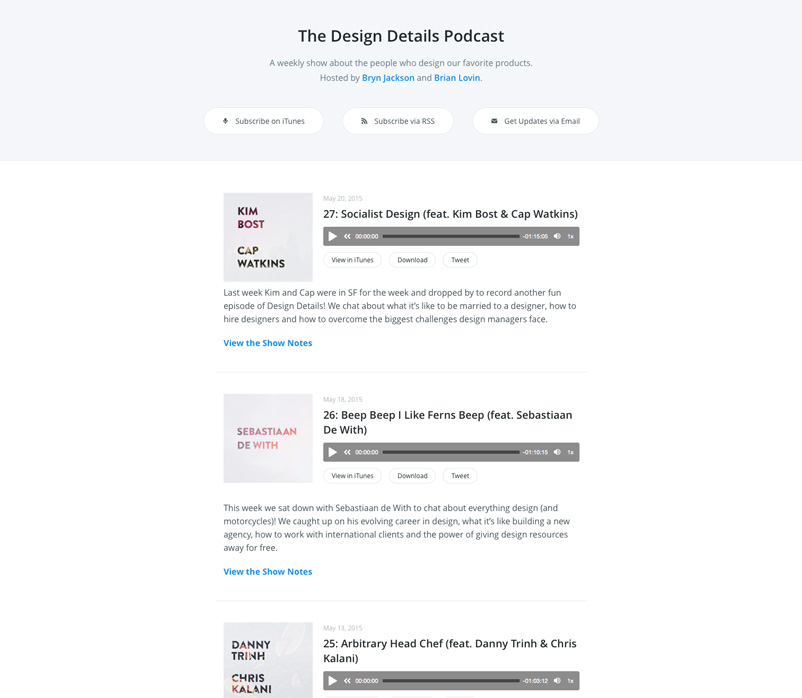 The Design Details Podcast
A weekly show about the people who design our favorite products.
Hosted by Bryn Jackson and Brian Lovin.
Subscribe on iTunes
Subscribe via RSS
Get Updates via Email
KIM
BOST
CAP
WATKINS
May 20, 2015
27: Socialist Design (feat. Kim Bost & Cap Watkins)
00:00:00 -01:15:05 1x
View in iTunes
Download
Tweet
Last week Kim and Cap were in SF for the week and dropped by to record another fun
episode of Design Details! We chat about what it's like to be married to a designer, how to
hire designers and how to overcome the biggest challenges design managers face.
View the Show Notes
SEBASTIAAN
DE WITH
May 18, 2015
26: Beep Beep I Like Ferns Beep (feat. Sebastiaan
De With)
00:00:00 -01:10:15 1x
View in iTunes
Download
Tweet
This week we sat down with Sebastiaan de With to chat about everything design (and
motorcycles)! We caught up on his evolving career in design, what it's like building a new
agency, how to work with international clients and the power of giving design resources
away for free.
View the Show Notes
DANNY
TRINH
CHRIS
KALANI
May 13, 2015
25: Arbitrary Head Chef (feat. Danny Trinh & Chris
Kalani)
00:00:00 -01:03:12 1x